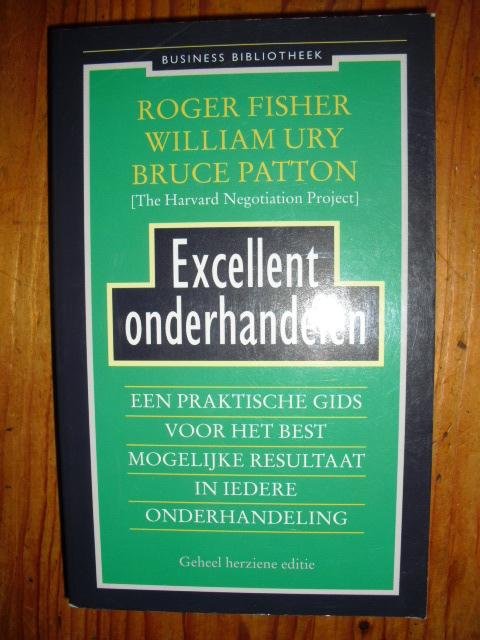 BUSINESS BIBLIOTHEEK
ROGER FISHER
WILLIAM URY
BRUCE PATTON
[The Harvard Negotiation Project]
Excellent
onderhandelen
EEN PRAKTISCHE GIDS
VOOR HET BEST
MOGELIJKE RESULTAAT
IN IEDERE
ONDERHANDELING
Geheel herziene editie